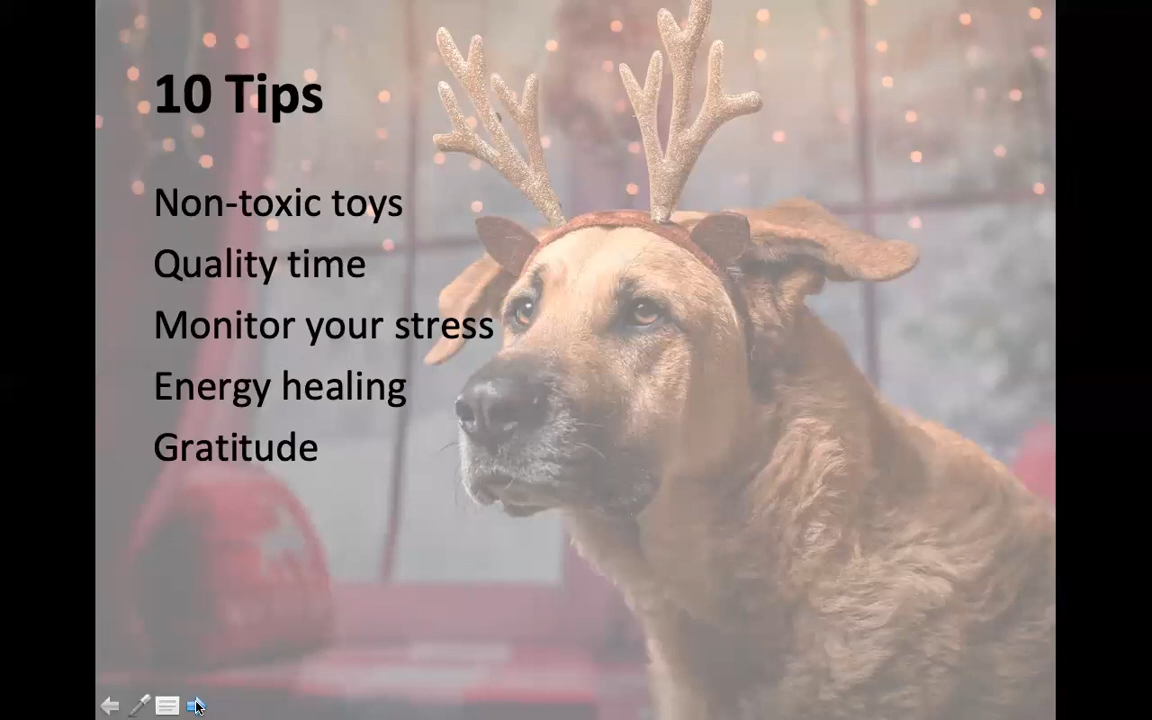 10 Tips
Non-toxic toys
Quality time
Monitor your stress
Energy healing
Gratitude